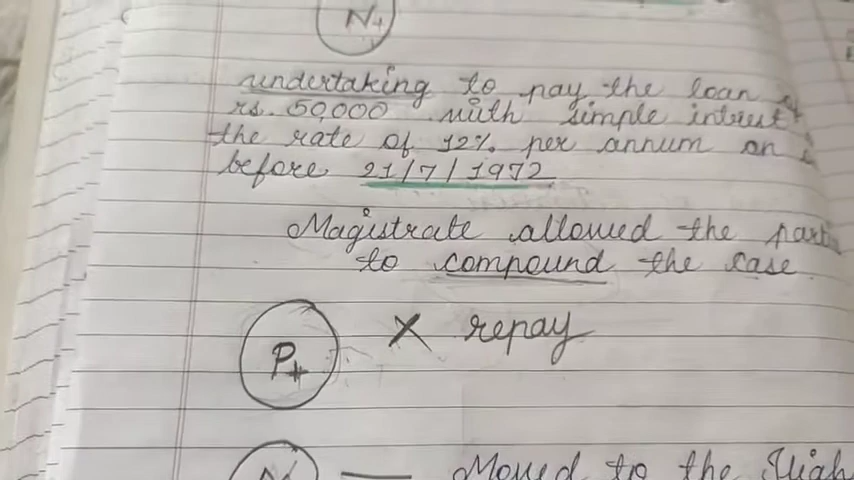 N+
undertaking to pay the loan of
rs. 50,000 with simple interest
the rate of 12% per annum on
before 21/7/1972
Magistrate allowed the
to compound the case
P+
X repay
N
Moved to the High